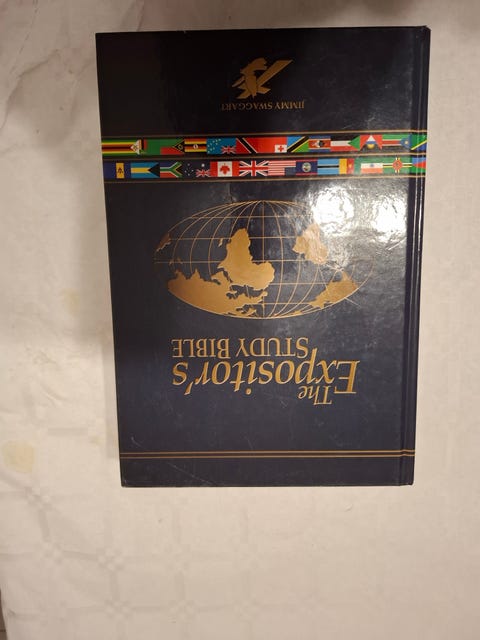 The
Expositor's
STUDY BIBLE
JIMMY SWAGGART